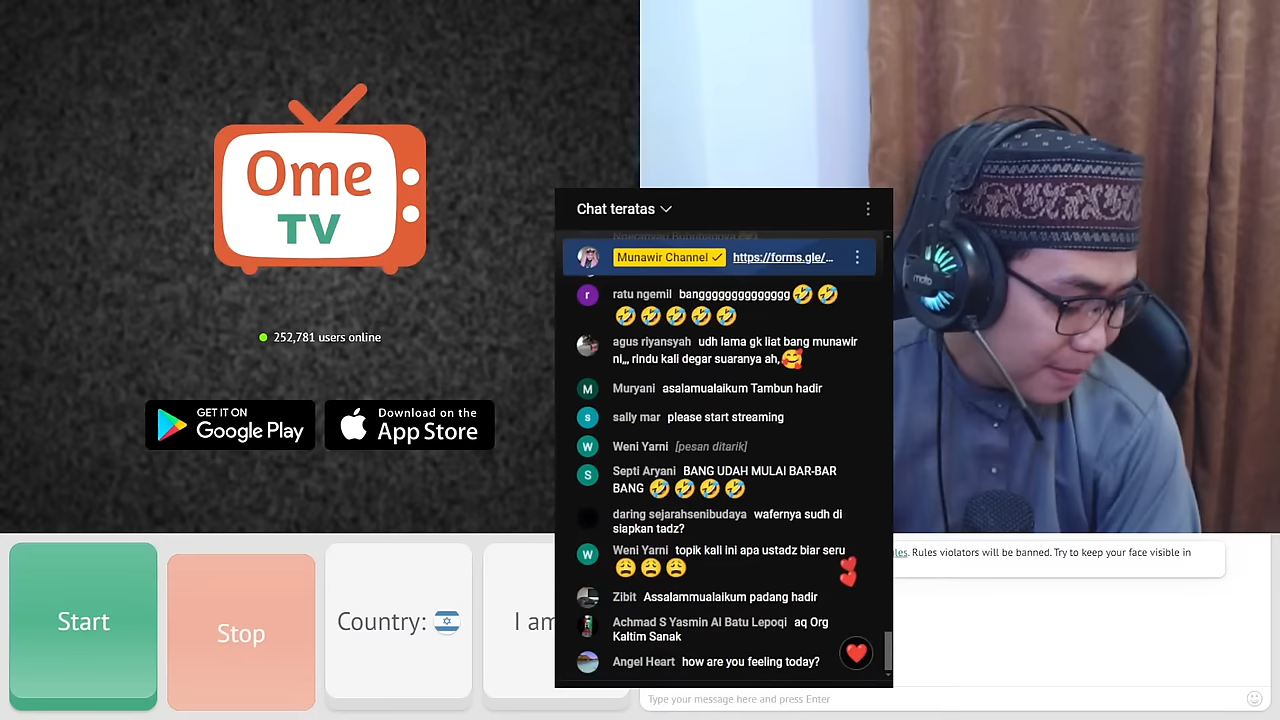 Ome
TV
252,781 users online
GET IT ON
Google Play
Download on the
App Store
Start
Stop
Country:
I am
Chat teratas
Munawir Channel https://forms.gle/...
r
ratu ngemil banggggggggggggggg 🤣 🤣
🤣 🤣 🤣 🤣 🤣
agus riyansyah udh lama gk liat bang munawir
ni,,, rindu kali degar suaranya ah,🥰
M
Muryani asalamualaikum Tambun hadir
s
sally mar please start streaming
W
Weni Yarni [pesan ditarik]
S
Septi Aryani BANG UDAH MULAI BAR-BAR
BANG 🤣 🤣 🤣 🤣
daring sejarahsenibudaya wafernya sudh di
siapkan tadz?
W
Weni Yarni topik kali ini apa ustadz biar seru
😩 😩 😩
Zibit Assalammualaikum padang hadir
Achmad S Yasmin Al Batu Lepoqi aq Org
Kaltim Sanak
Angel Heart how are you feeling today?
moto
les. Rules violators will be banned. Try to keep your face visible in
Type your message here and press Enter